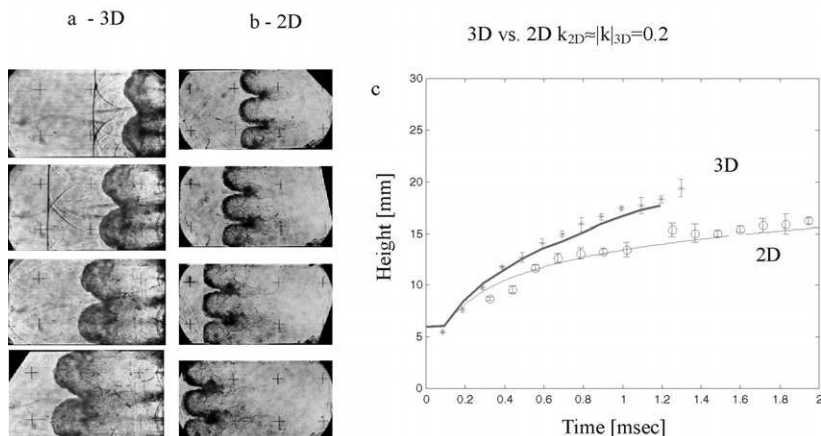 a - 3D
b - 2D
3D vs. 2D k2D≈|k|3D=0.2
c
30
25
20
15
10
5
0
Height [mm]
3D
2D
0 0.2 0.4 0.6 0.8 1 1.2 1.4 1.6 1.8 2
Time [msec]